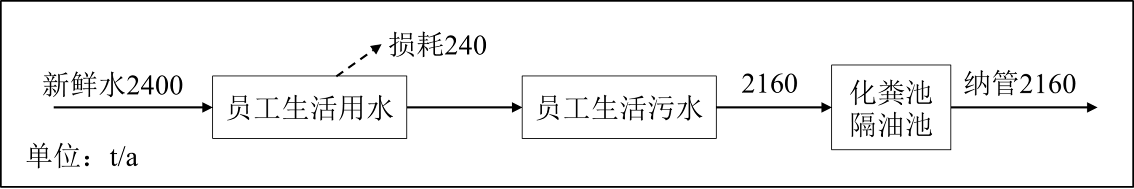 损耗240
新鲜水2400
员工生活用水
员工生活污水
2160
化粪池
隔油池
纳管2160
单位：t/a